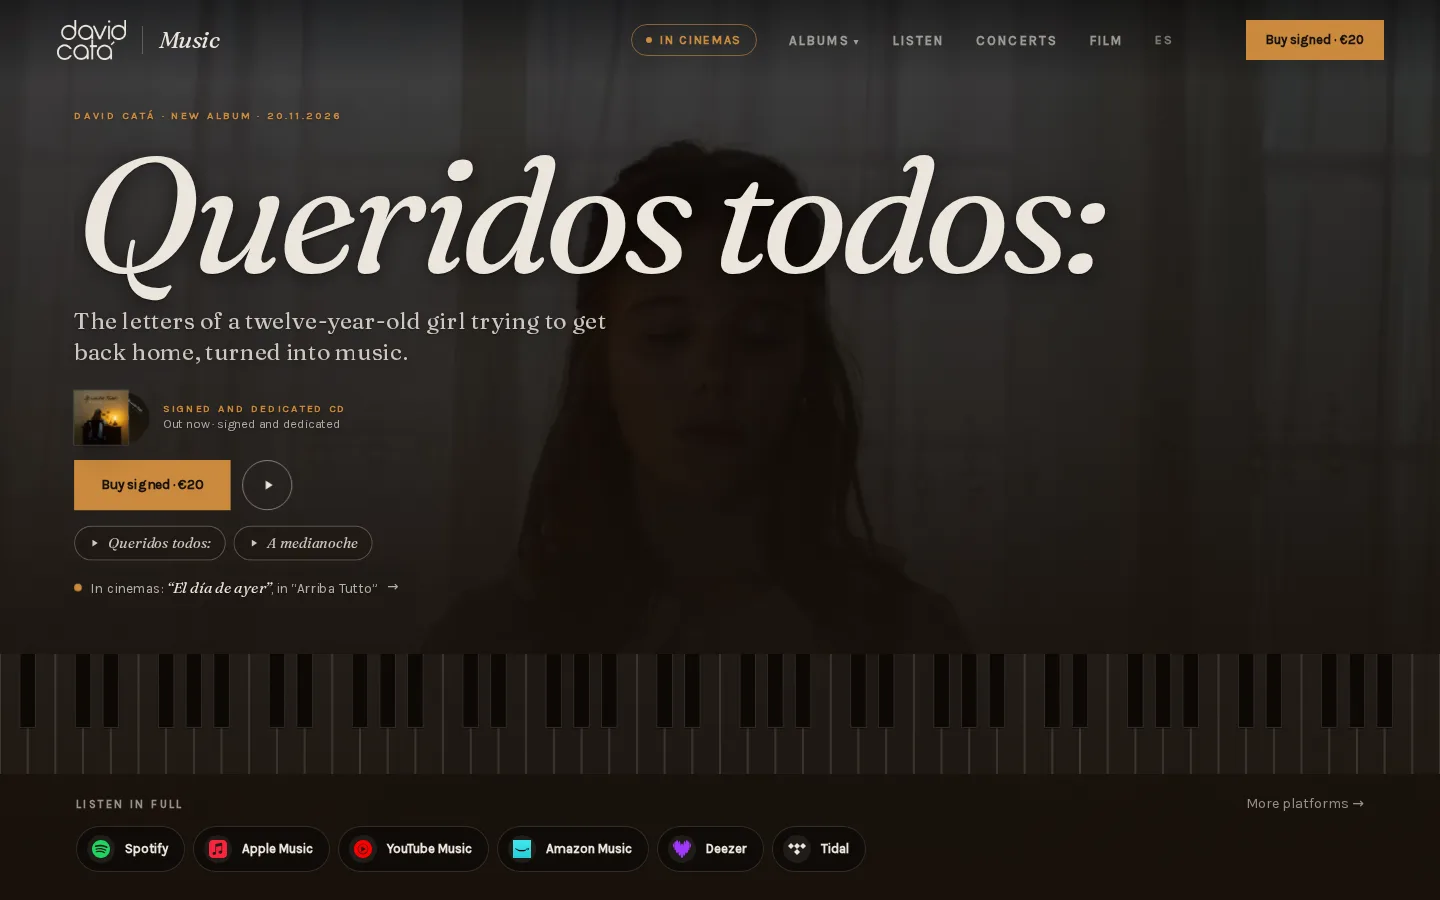 david
catá
Music
IN CINEMAS
ALBUMS ▾
LISTEN
CONCERTS
FILM
ES
Buy signed · €20
DAVID CATÁ · NEW ALBUM · 20.11.2026
Queridos todos:
The letters of a twelve-year-old girl trying to get
back home, turned into music.
SIGNED AND DEDICATED CD
Out now · signed and dedicated
Buy signed · €20
Queridos todos:
A medianoche
In cinemas: “El día de ayer”, in “Arriba Tutto” →
LISTEN IN FULL
More platforms →
Spotify
Apple Music
YouTube Music
Amazon Music
Deezer
Tidal